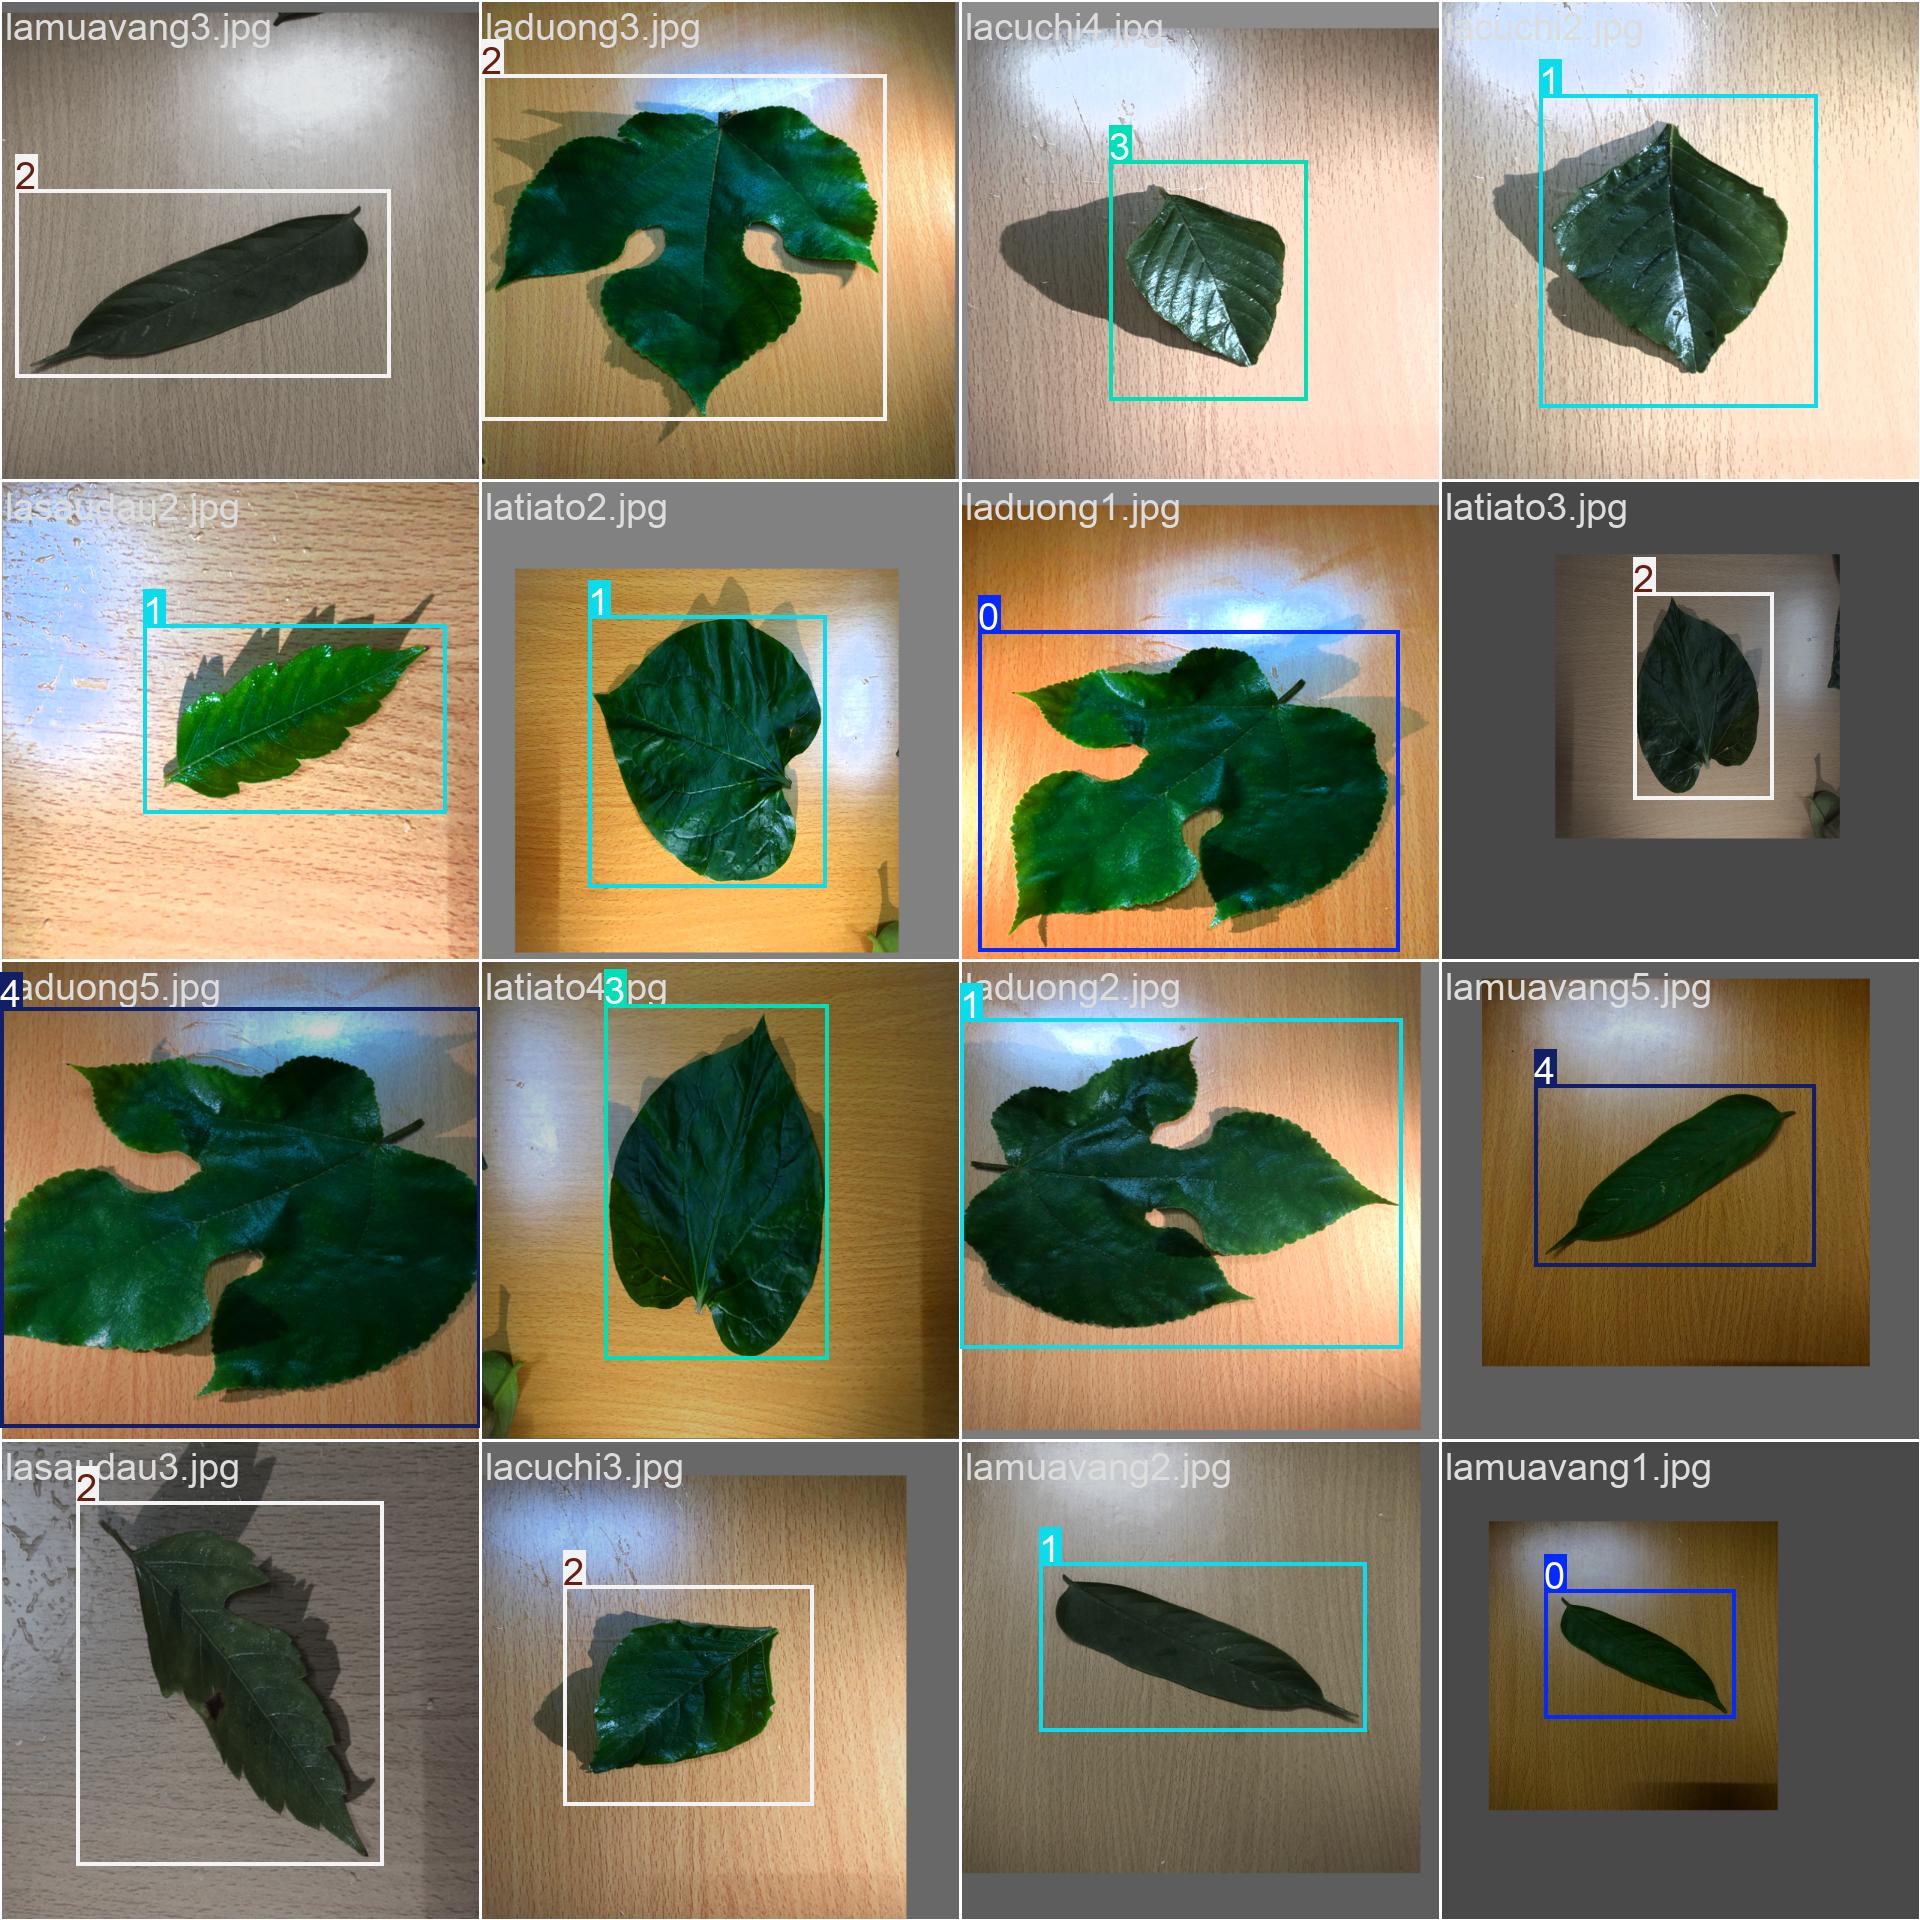 lamuavang3.jpg
2
laduong3.jpg
2
lacuchi4.jpg
3
lacuchi2.jpg
1
lasaudau2.jpg
1
latiato2.jpg
1
laduong1.jpg
0
latiato3.jpg
2
aduong5.jpg
4
latiato4 pg
3
aduong2.jpg
1
lamuavang5.jpg
4
lasaudau3.jpg
2
lacuchi3.jpg
2
lamuavang2.jpg
1
lamuavang1.jpg
0